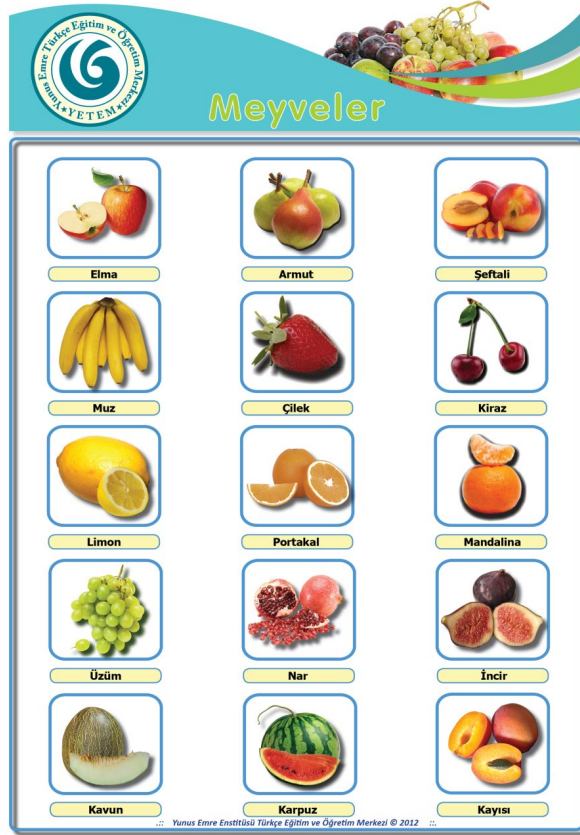 Yunus Emre Türkçe Eğitim ve Öğretim Merkezi
★YETEM★
Meyveler
Elma
Armut
Şeftali
Muz
Çilek
Kiraz
Limon
Portakal
Mandalina
Üzüm
Nar
İncir
Kavun
Karpuz
Kayısı
.:: Yunus Emre Enstitüsü Türkçe Eğitim ve Öğretim Merkezi © 2012 ::.